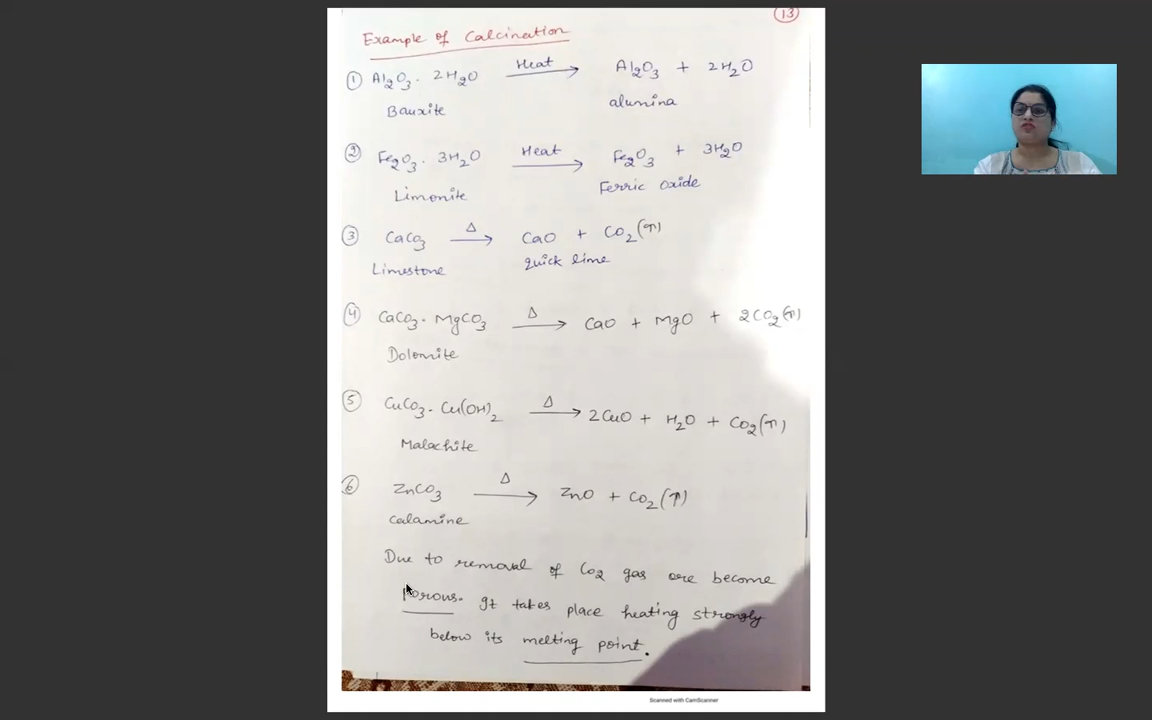 13
Example of Calcination
① Al₂O₃. 2H₂O Heat → Al₂O₃ + 2H₂O
Bauxite alumina
② Fe₂O₃. 3H₂O Heat → Fe₂O₃ + 3H₂O
Limonite Ferric Oxide
③ CaCO₃ Δ → CaO + CO₂(↑)
Limestone quick lime
④ CaCO₃. MgCO₃ Δ → CaO + MgO + 2CO₂(↑)
Dolomite
⑤ CuCO₃. Cu(OH)₂ Δ → 2CuO + H₂O + CO₂(↑)
Malachite
⑥ ZnCO₃ Δ → ZnO + CO₂(↑)
Calamine
Due to removal of CO₂ gas ore become
porous. It takes place heating strongly
below its melting point.
Scanned with CamScanner